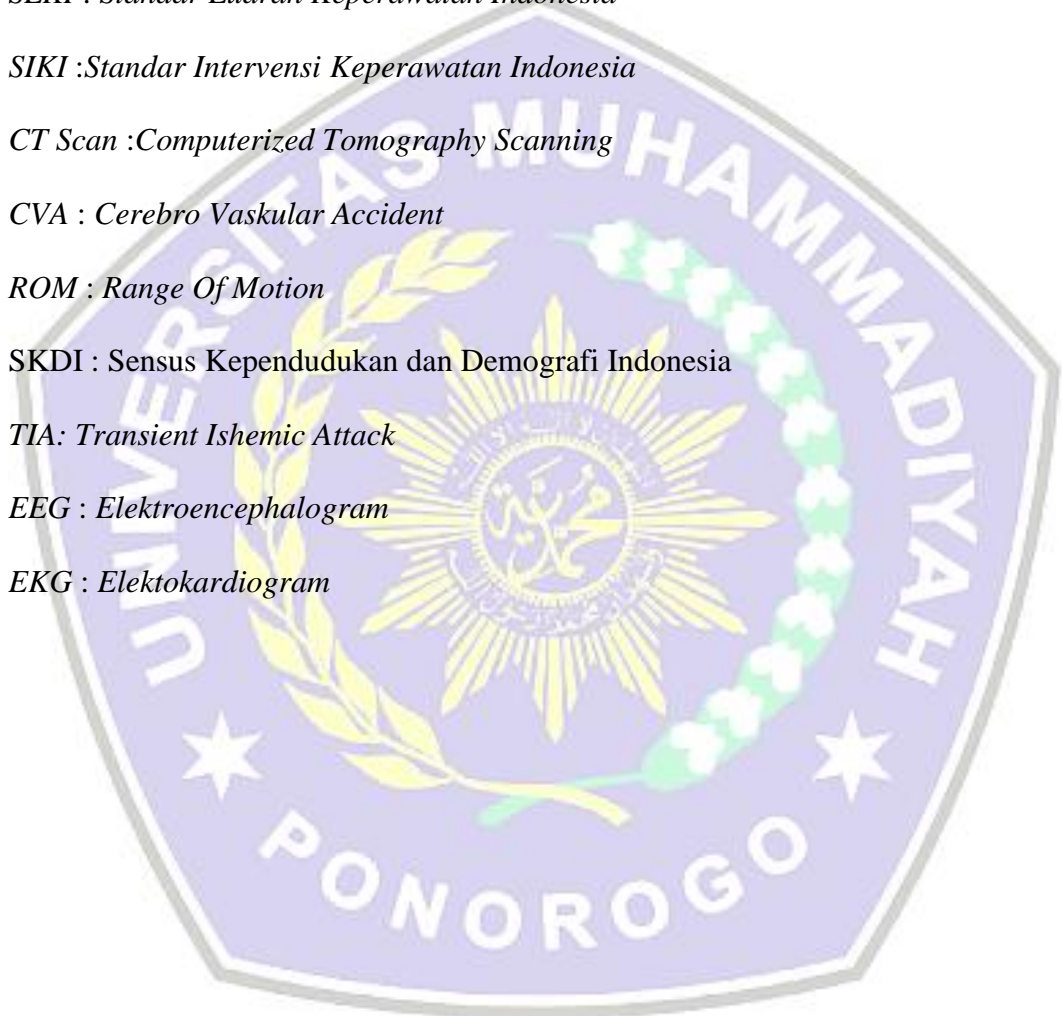 SIKI :Standar Intervensi Keperawatan Indonesia
CT Scan :Computerized Tomography Scanning
CVA : Cerebro Vaskular Accident
ROM : Range Of Motion
SKDI : Sensus Kependudukan dan Demografi Indonesia
TIA: Transient Ishemic Attack
EEG : Elektroencephalogram
EKG : Elektokardiogram
UNIVERSITAS MUHAMMADIYAH
PONOROGO